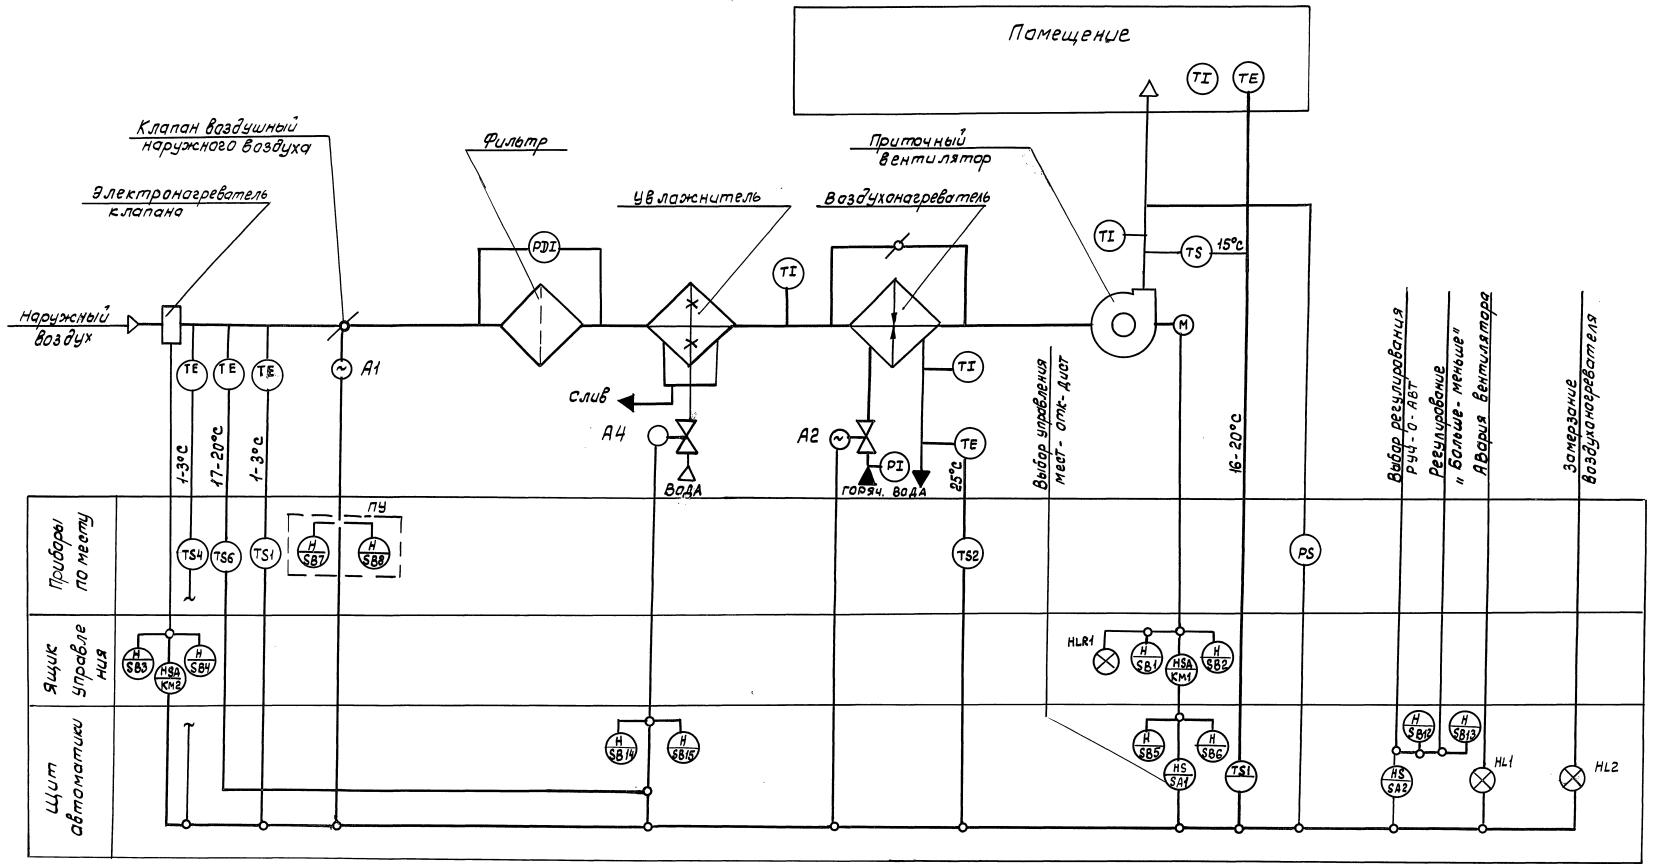 Помещение
TI
TE
Клапан воздушный
наружного воздуха
Фильтр
Приточный
вентилятор
Электронагреватель
клапана
Увлажнитель
Воздухонагреватель
PDI
TI
TI
TS
15°C
Наружный
воздух
M
TE
TE
TE
A1
TI
Слив
A4
A2
TE
PI
Вода
горяч. вода
1-3°C
17-20°C
1-3°C
25°C
Выбор управления
мест- отк- дист
16-20°C
Выбор регулирования
руч-0-авт
Регулирование
"Больше- меньше"
Авария вентилятора
Замерзание
воздухонагревателя
Приборы
по месту
ПУ
TS4
TS6
TS1
H
SB7
H
SB8
TS2
PS
Ящик
управле
ния
H
SB3
HSA
KM2
H
SB4
HLR1
H
SB1
HSA
KM1
H
SB2
Щит
автоматики
H
SB14
H
SB15
H
SB5
HS
SA1
H
SB6
TS1
H
SB12
H
SB13
HS
SA2
HL1
HL2